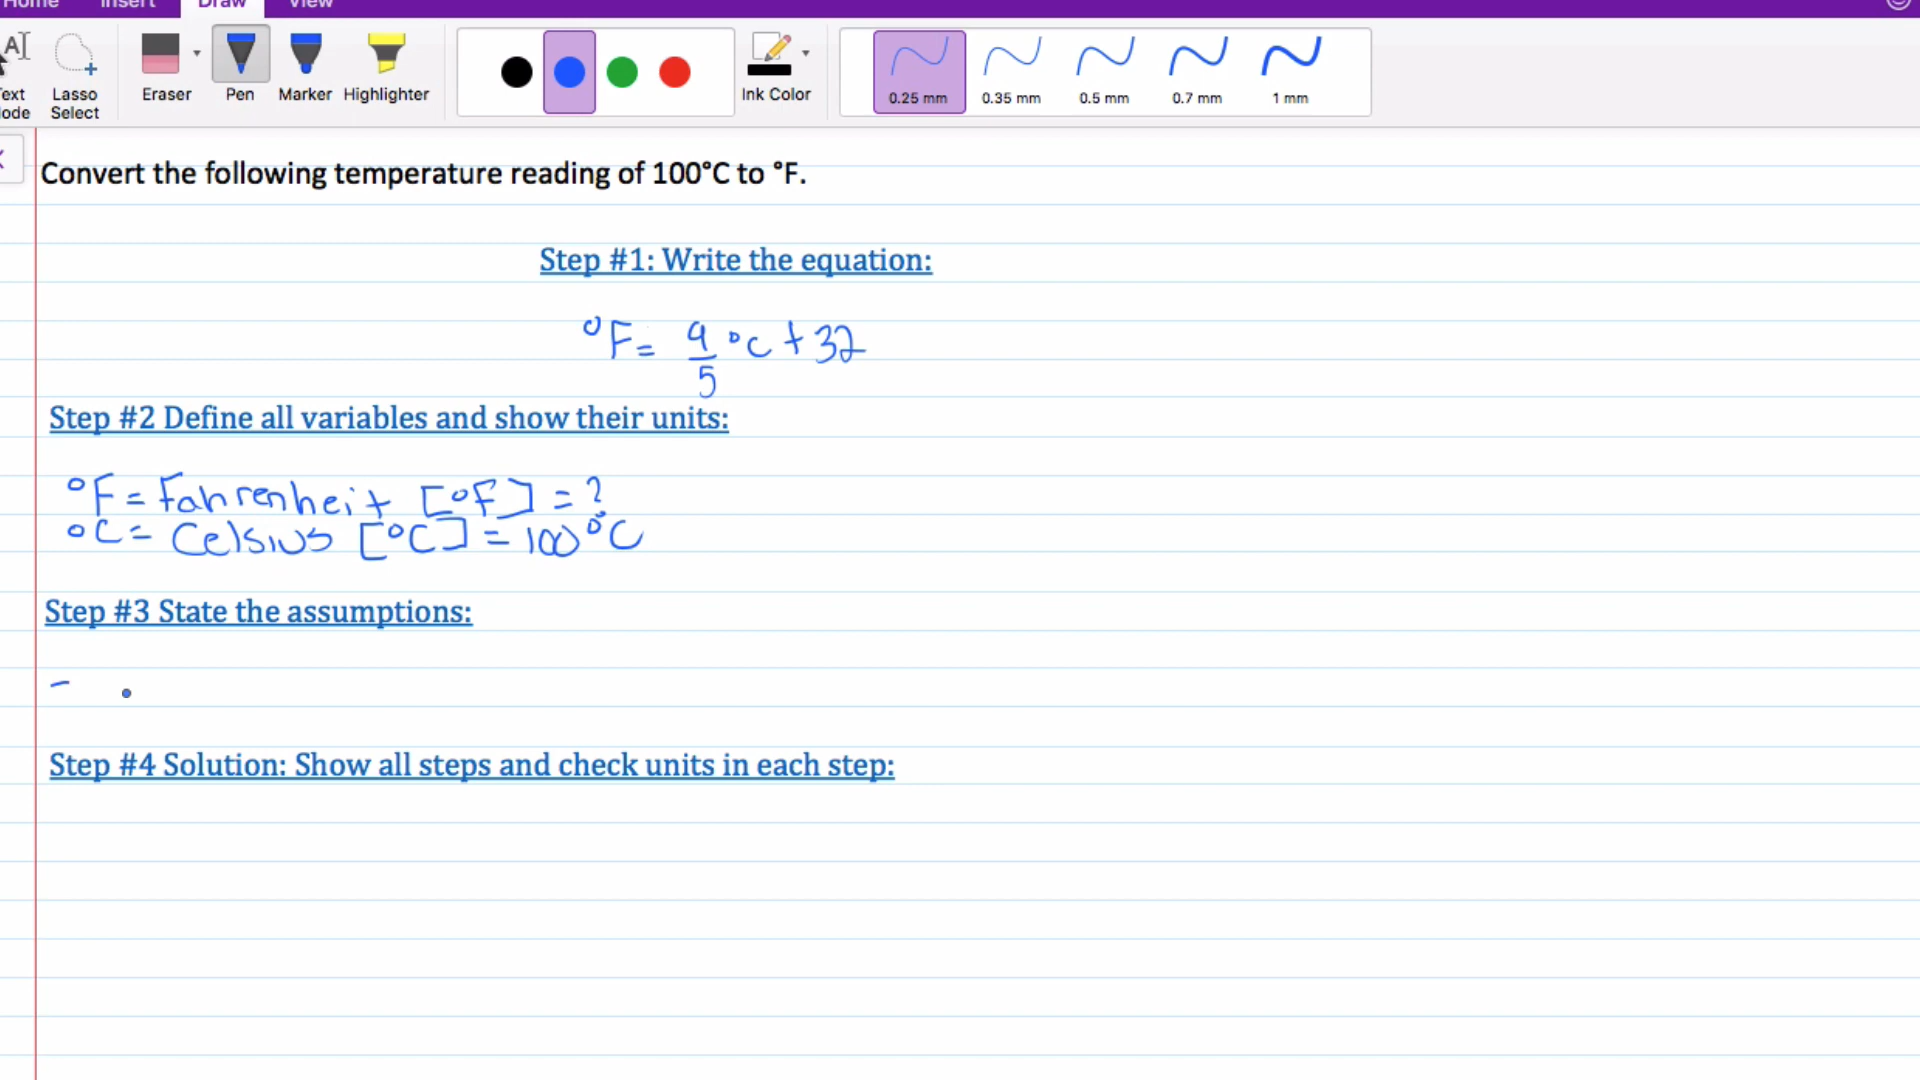 Home Insert Draw View
Text Mode
Lasso Select
Eraser
Pen
Marker
Highlighter
Ink Color
0.25 mm
0.35 mm
0.5 mm
0.7 mm
1 mm
Convert the following temperature reading of 100°C to °F.
Step #1: Write the equation:
°F = 9/5 °C + 32
Step #2 Define all variables and show their units:
°F = Fahrenheit [°F] = ?
°C = Celsius [°C] = 100°C
Step #3 State the assumptions:
-
Step #4 Solution: Show all steps and check units in each step: